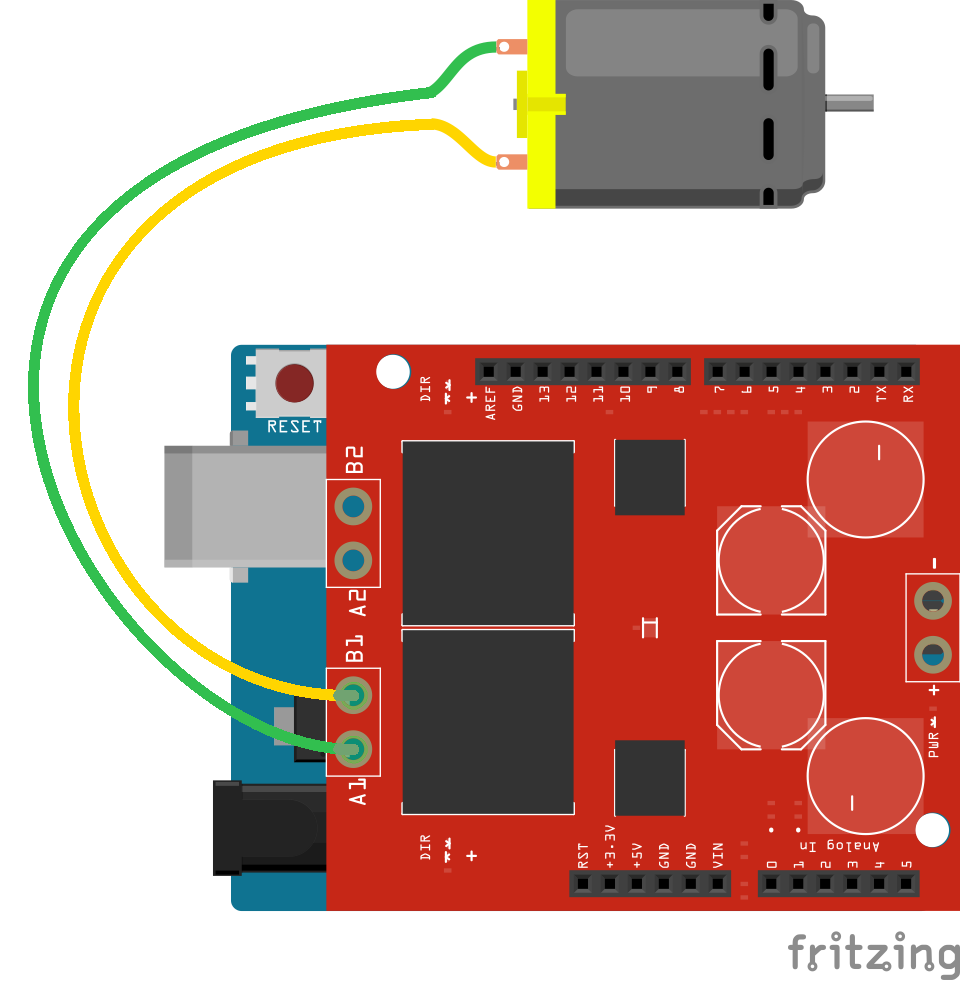 RESET
DIR
+
AREF
GND
13
12
11
10
9
8
7
6
5
4
3
2
TX
RX
B2
A2
B1
A1
-
+
PWR
DIR
+
RST
+3.3V
+5V
GND
GND
VIN
Analog In
0
1
2
3
4
5
fritzing